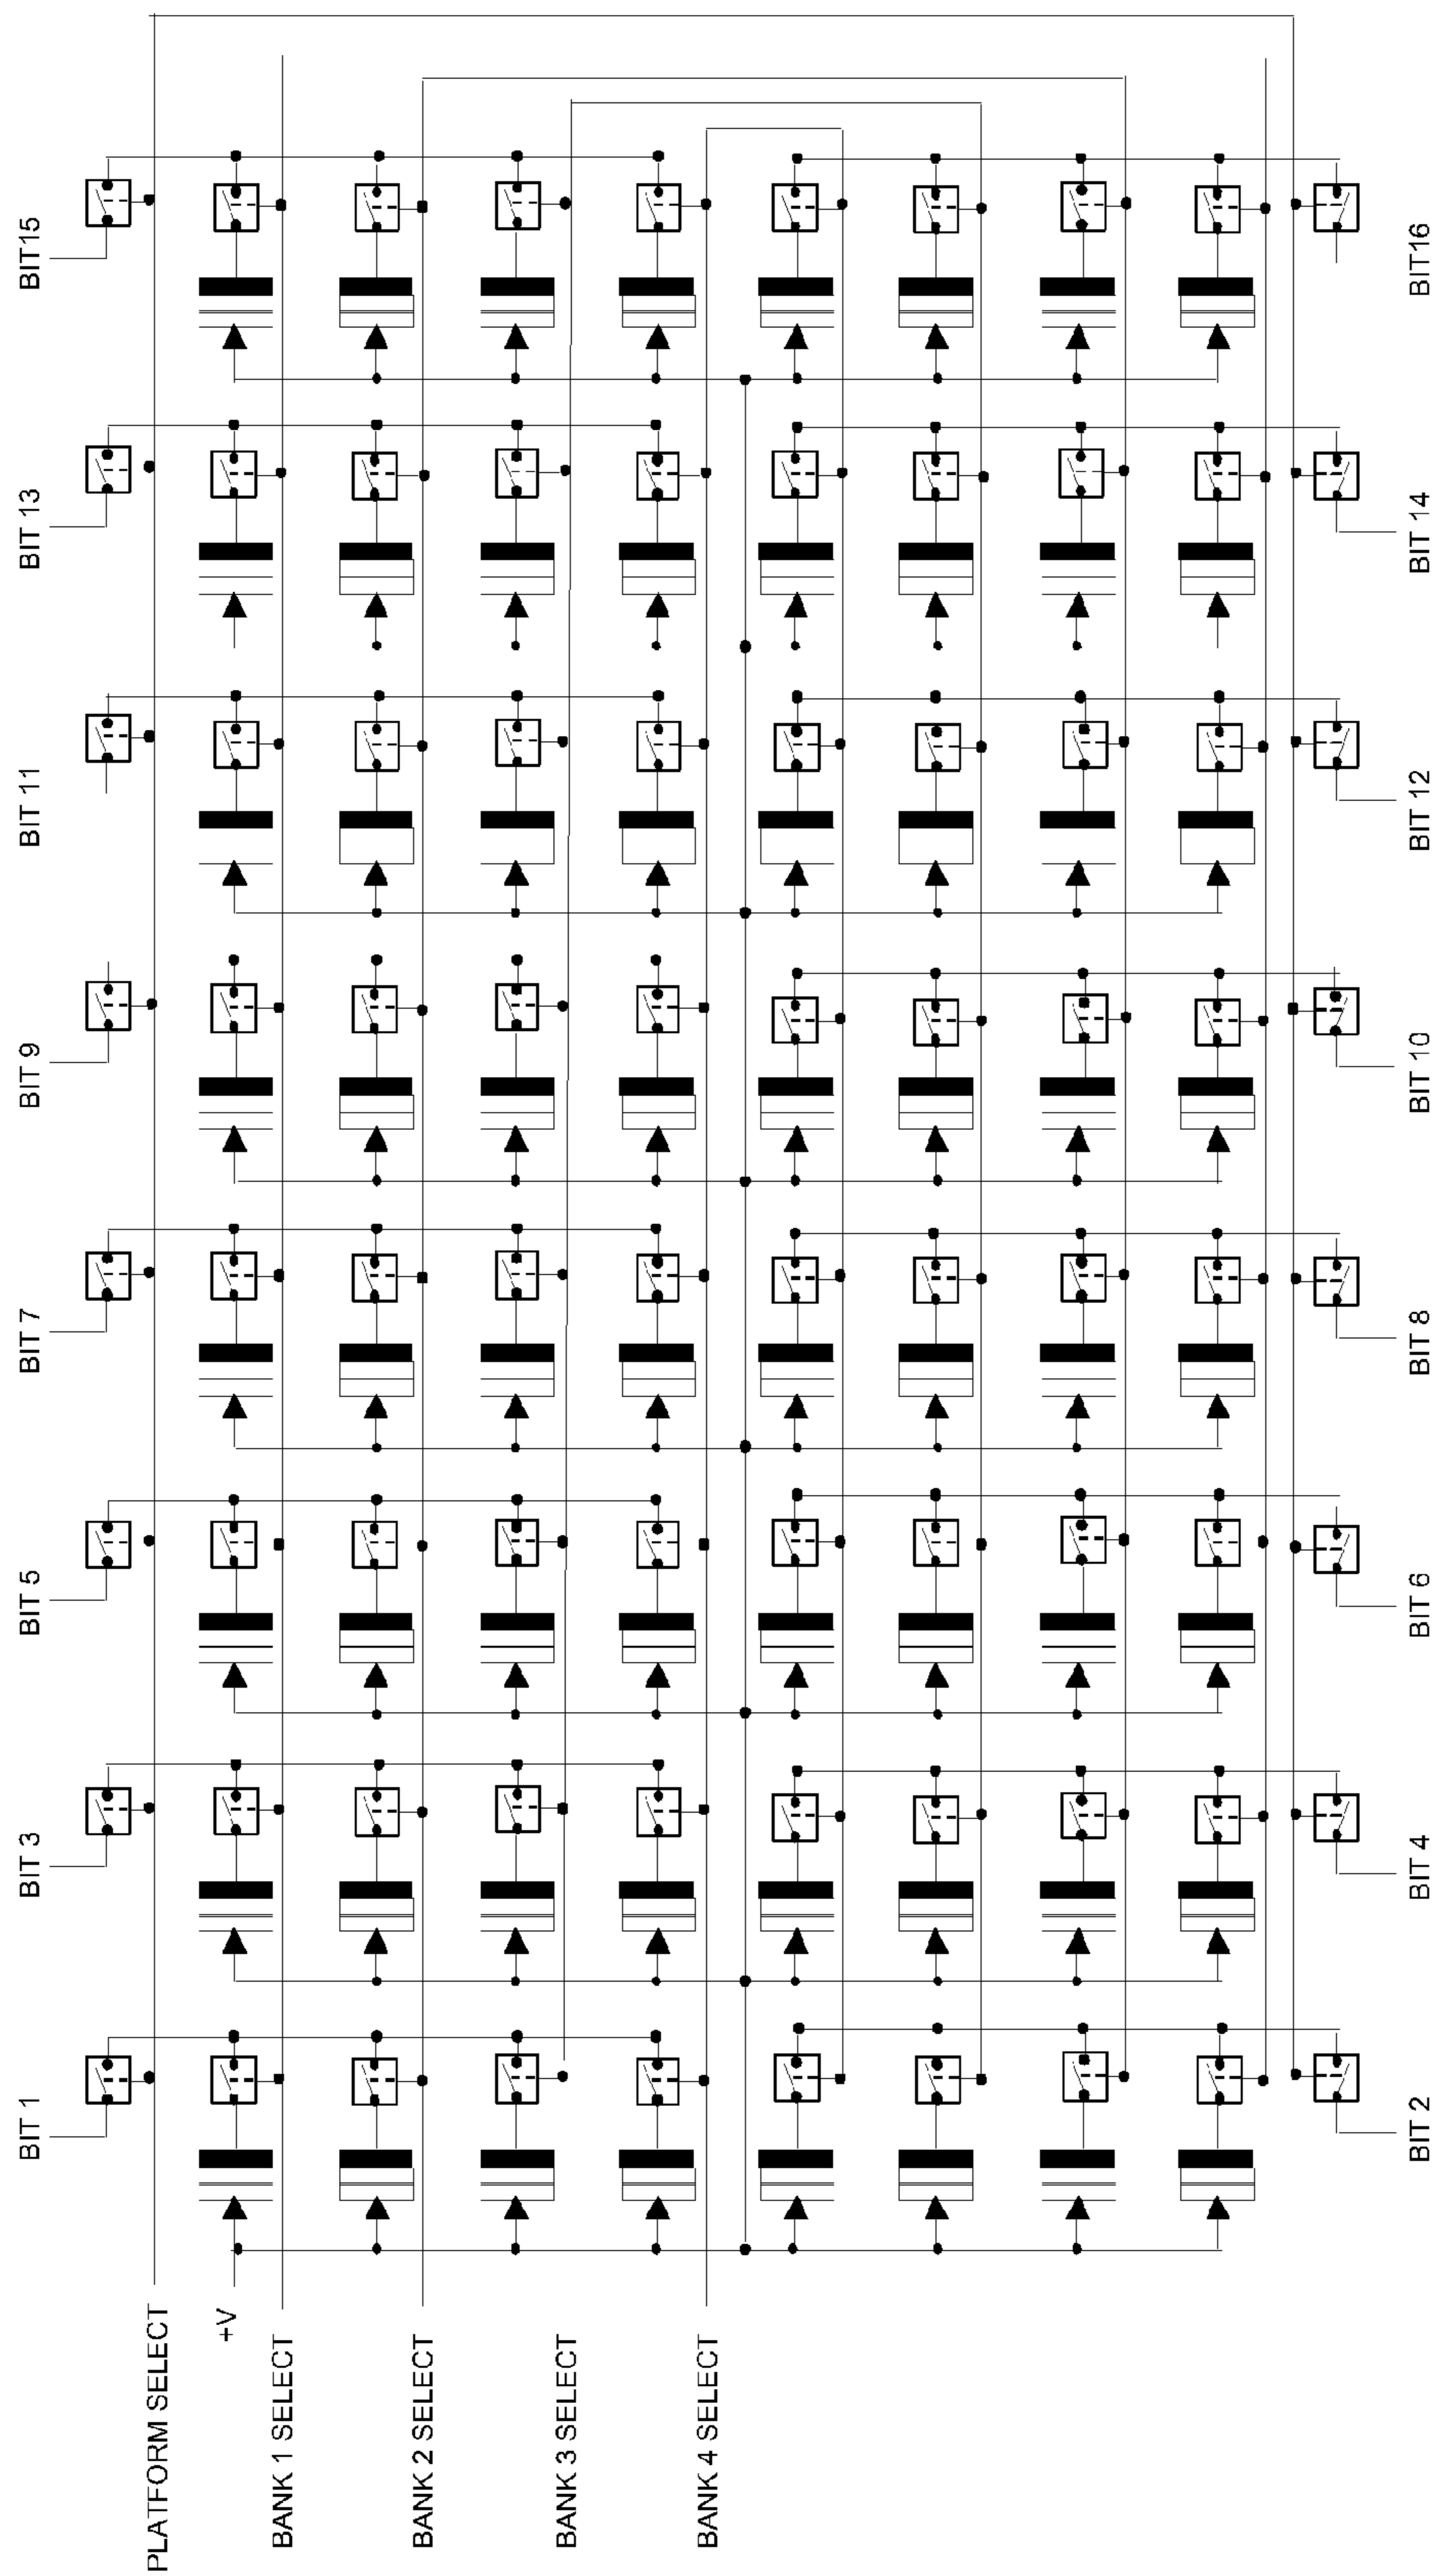 BIT 1
BIT 3
BIT 5
BIT 7
BIT 9
BIT 11
BIT 13
BIT15
PLATFORM SELECT
+V
BANK 1 SELECT
BANK 2 SELECT
BANK 3 SELECT
BANK 4 SELECT
BIT 2
BIT 4
BIT 6
BIT 8
BIT 10
BIT 12
BIT 14
BIT16